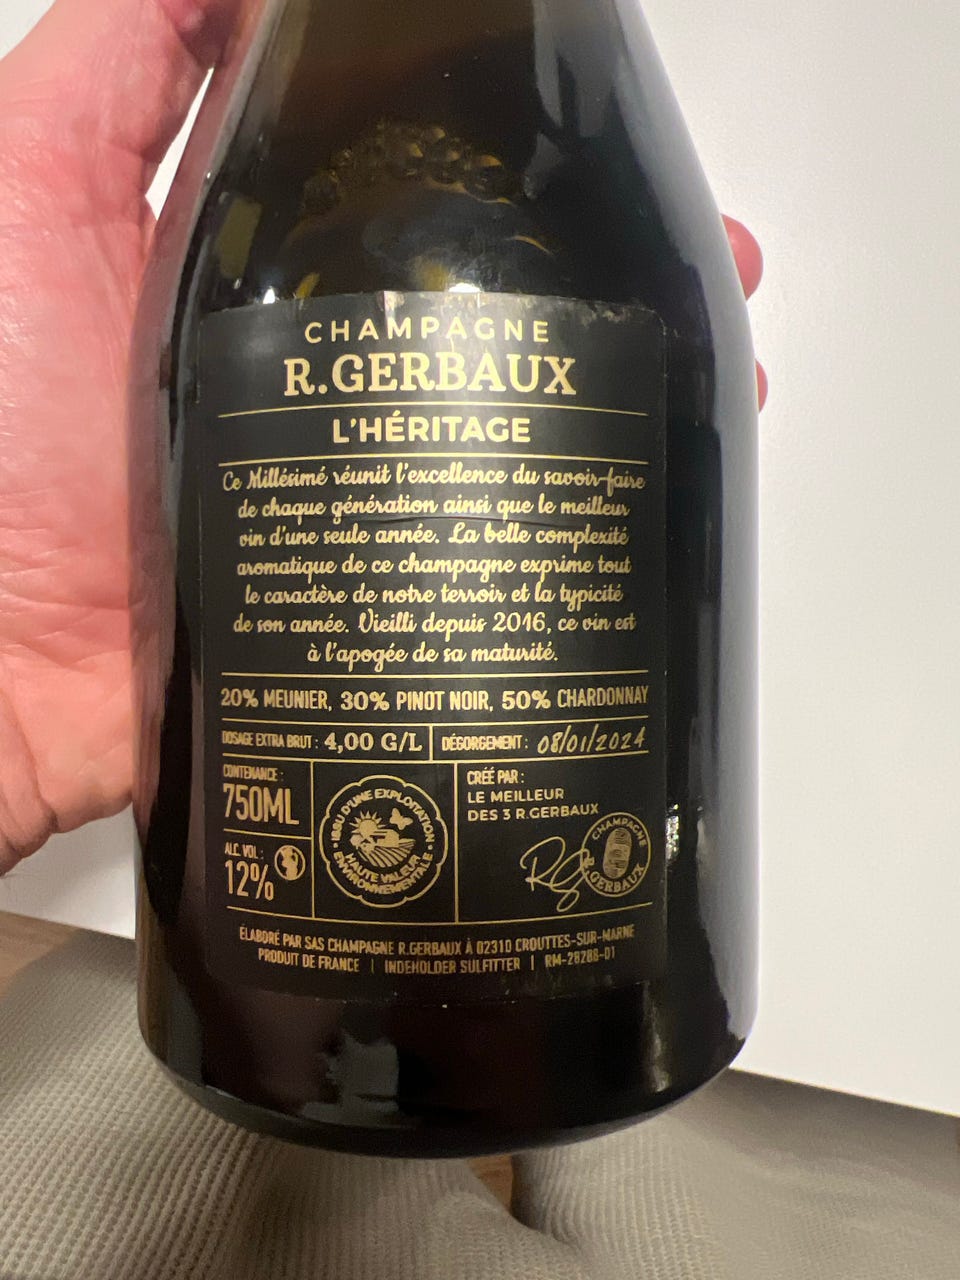 CHAMPAGNE
R.GERBAUX
L'HÉRITAGE
Ce Millésimé réunit l'excellence du savoir-faire
de chaque génération ainsi que le meilleur
vin d'une seule année. La belle complexité
aromatique de ce champagne exprime tout
le caractère de notre terroir et la typicité
de son année. Vieilli depuis 2016, ce vin est
à l'apogée de sa maturité.
20% MEUNIER, 30% PINOT NOIR, 50% CHARDONNAY
DOSAGE EXTRA BRUT : 4,00 G/L
DÉGORGEMENT : 08/01/2024
CONTENANCE :
750ML
ALC. VOL :
12%
ISSU D'UNE EXPLOITATION
HAUTE VALEUR
ENVIRONNEMENTALE
CRÉÉ PAR :
LE MEILLEUR
DES 3 R.GERBAUX
RG
CHAMPAGNE
R.GERBAUX
ÉLABORÉ PAR SAS CHAMPAGNE R.GERBAUX À 02310 CROUTTES-SUR-MARNE
PRODUIT DE FRANCE | INDEHOLDER SULFITTER | RM-28288-01